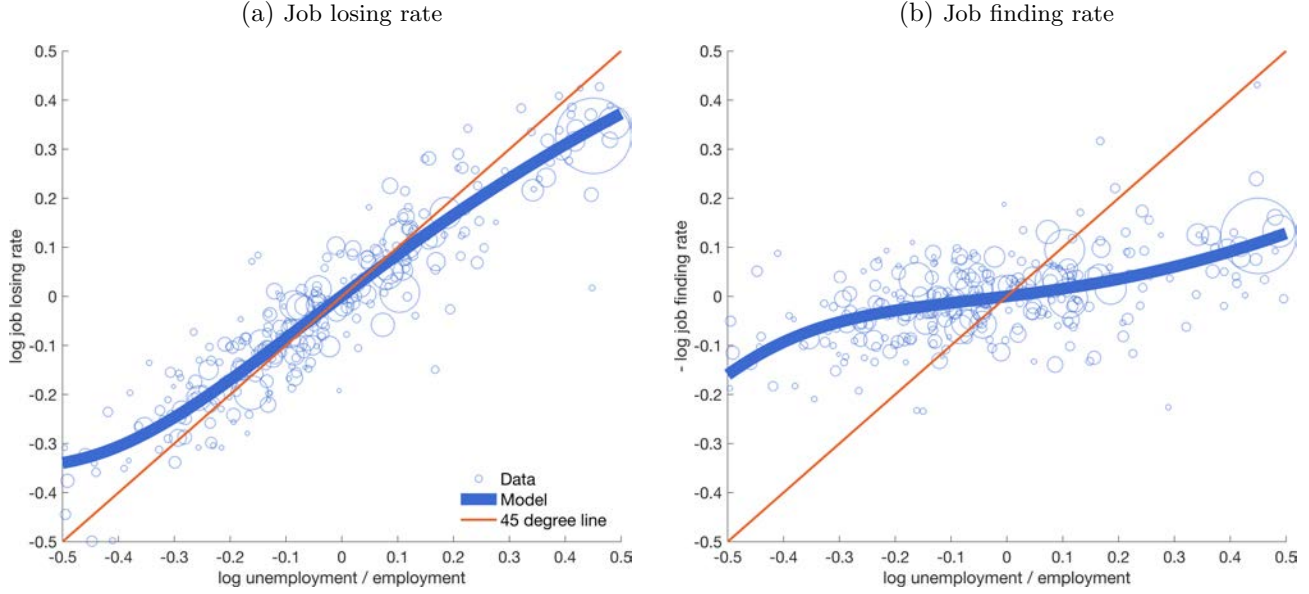 (a) Job losing rate
0.5
0.4
0.3
0.2
0.1
0
-0.1
-0.2
-0.3
-0.4
-0.5
log job losing rate
-0.5 -0.4 -0.3 -0.2 -0.1 0 0.1 0.2 0.3 0.4 0.5
log unemployment / employment
Data
Model
45 degree line
(b) Job finding rate
0.5
0.4
0.3
0.2
0.1
0
-0.1
-0.2
-0.3
-0.4
-0.5
- log job finding rate
-0.5 -0.4 -0.3 -0.2 -0.1 0 0.1 0.2 0.3 0.4 0.5
log unemployment / employment